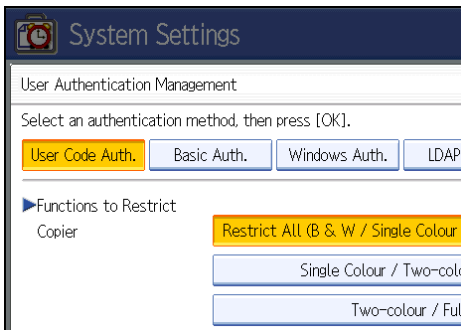 System Settings
User Authentication Management
Select an authentication method, then press [OK].
User Code Auth. Basic Auth. Windows Auth. LDAP
▶Functions to Restrict
Copier Restrict All (B & W / Single Colour
Single Colour / Two-colo
Two-colour / Ful